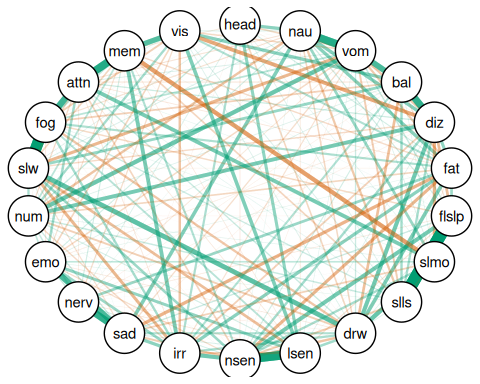 head
vis
nau
mem
vom
attn
bal
fog
diz
slw
fat
num
flslp
emo
slmo
nerv
slls
sad
drw
irr
nsen
lsen